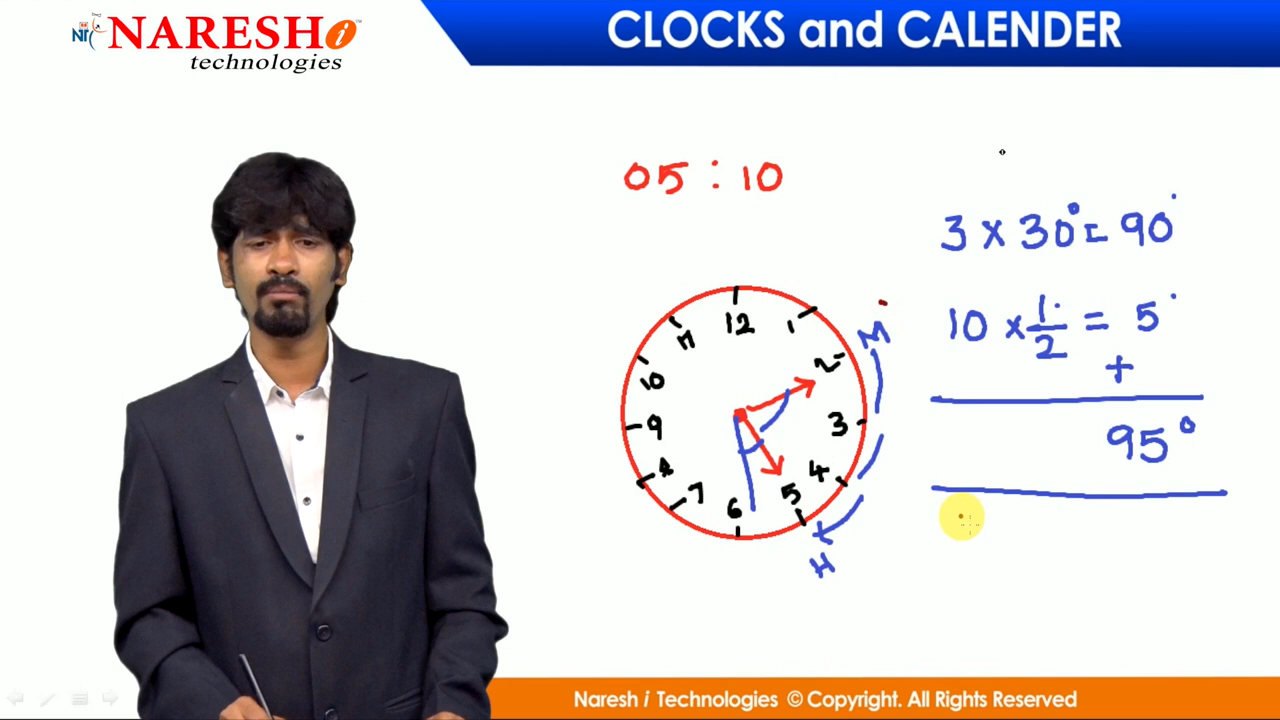 NARESH i
technologies
CLOCKS and CALENDER
05 : 10
3 x 30° = 90°
10 x 1°/2 = 5°
+
95°
12
1
2
3
4
5
6
7
8
9
10
11
M
H
Naresh i Technologies © Copyright. All Rights Reserved